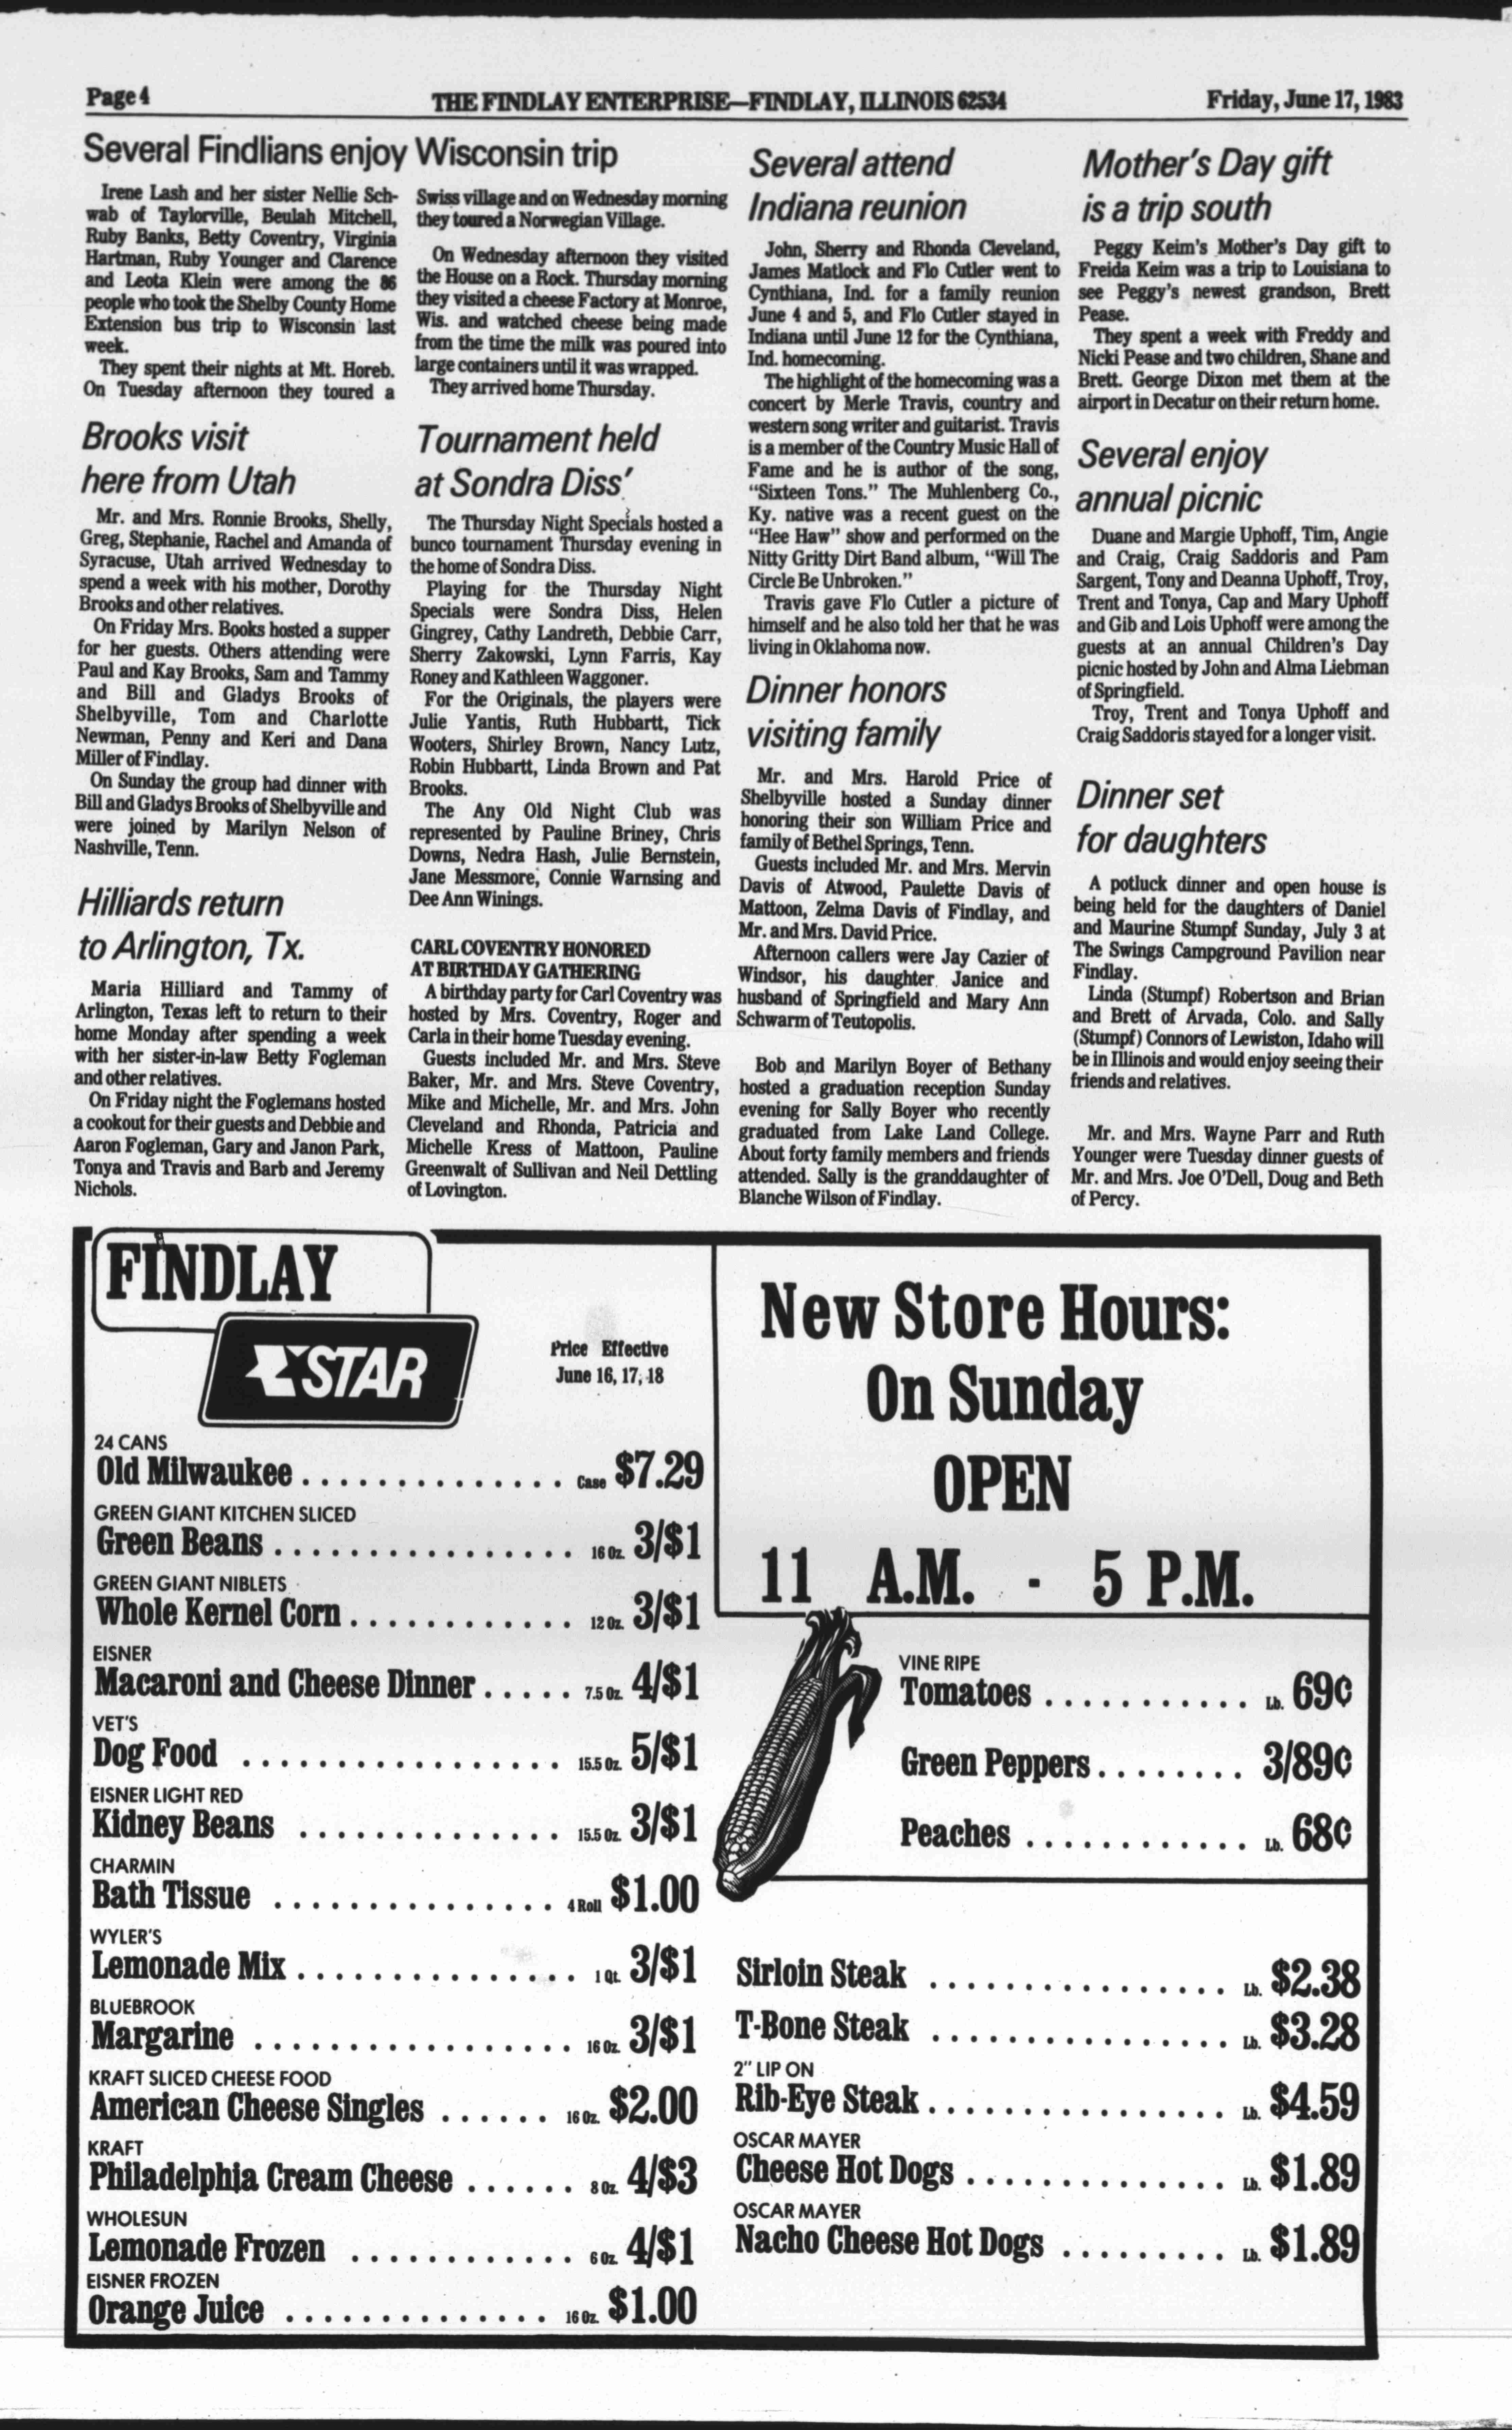 Page 4
THE FINDLAY ENTERPRISE—FINDLAY, ILLINOIS 62534
Friday, June 17, 1983
Several Findlians enjoy Wisconsin trip
Irene Lash and her sister Nellie Sch-
wab of Taylorville, Beulah Mitchell,
Ruby Banks, Betty Coventry, Virginia
Hartman, Ruby Younger and Clarence
and Leota Klein were among the 86
people who took the Shelby County Home
Extension bus trip to Wisconsin last
week.
They spent their nights at Mt. Horeb.
On Tuesday afternoon they toured a
Swiss village and on Wednesday morning
they toured a Norwegian Village.
On Wednesday afternoon they visited
the House on a Rock. Thursday morning
they visited a cheese Factory at Monroe,
Wis. and watched cheese being made
from the time the milk was poured into
large containers until it was wrapped.
They arrived home Thursday.
Brooks visit
here from Utah
Mr. and Mrs. Ronnie Brooks, Shelly,
Greg, Stephanie, Rachel and Amanda of
Syracuse, Utah arrived Wednesday to
spend a week with his mother, Dorothy
Brooks and other relatives.
On Friday Mrs. Books hosted a supper
for her guests. Others attending were
Paul and Kay Brooks, Sam and Tammy
and Bill and Gladys Brooks of
Shelbyville, Tom and Charlotte
Newman, Penny and Keri and Dana
Miller of Findlay.
On Sunday the group had dinner with
Bill and Gladys Brooks of Shelbyville and
were joined by Marilyn Nelson of
Nashville, Tenn.
Hilliards return
to Arlington, Tx.
Maria Hilliard and Tammy of
Arlington, Texas left to return to their
home Monday after spending a week
with her sister-in-law Betty Fogleman
and other relatives.
On Friday night the Foglemans hosted
a cookout for their guests and Debbie and
Aaron Fogleman, Gary and Janon Park,
Tonya and Travis and Barb and Jeremy
Nichols.
Tournament held
at Sondra Diss'
The Thursday Night Specials hosted a
bunco tournament Thursday evening in
the home of Sondra Diss.
Playing for the Thursday Night
Specials were Sondra Diss, Helen
Gingrey, Cathy Landreth, Debbie Carr,
Sherry Zakowski, Lynn Farris, Kay
Roney and Kathleen Waggoner.
For the Originals, the players were
Julie Yantis, Ruth Hubbartt, Tick
Wooters, Shirley Brown, Nancy Lutz,
Robin Hubbartt, Linda Brown and Pat
Brooks.
The Any Old Night Club was
represented by Pauline Briney, Chris
Downs, Nedra Hash, Julie Bernstein,
Jane Messmore, Connie Warnsing and
Dee Ann Winings.
CARL COVENTRY HONORED
AT BIRTHDAY GATHERING
A birthday party for Carl Coventry was
hosted by Mrs. Coventry, Roger and
Carla in their home Tuesday evening.
Guests included Mr. and Mrs. Steve
Baker, Mr. and Mrs. Steve Coventry,
Mike and Michelle, Mr. and Mrs. John
Cleveland and Rhonda, Patricia and
Michelle Kress of Mattoon, Pauline
Greenwalt of Sullivan and Neil Dettling
of Lovington.
Several attend
Indiana reunion
John, Sherry and Rhonda Cleveland,
James Matlock and Flo Cutler went to
Cynthiana, Ind. for a family reunion
June 4 and 5, and Flo Cutler stayed in
Indiana until June 12 for the Cynthiana,
Ind. homecoming.
The highlight of the homecoming was a
concert by Merle Travis, country and
western song writer and guitarist. Travis
is a member of the Country Music Hall of
Fame and he is author of the song,
"Sixteen Tons." The Muhlenberg Co.,
Ky. native was a recent guest on the
"Hee Haw" show and performed on the
Nitty Gritty Dirt Band album, "Will The
Circle Be Unbroken."
Travis gave Flo Cutler a picture of
himself and he also told her that he was
living in Oklahoma now.
Dinner honors
visiting family
Mr. and Mrs. Harold Price of
Shelbyville hosted a Sunday dinner
honoring their son William Price and
family of Bethel Springs, Tenn.
Guests included Mr. and Mrs. Mervin
Davis of Atwood, Paulette Davis of
Mattoon, Zelma Davis of Findlay, and
Mr. and Mrs. David Price.
Afternoon callers were Jay Cazier of
Windsor, his daughter Janice and
husband of Springfield and Mary Ann
Schwarm of Teutopolis.
Bob and Marilyn Boyer of Bethany
hosted a graduation reception Sunday
evening for Sally Boyer who recently
graduated from Lake Land College.
About forty family members and friends
attended. Sally is the granddaughter of
Blanche Wilson of Findlay.
Mother's Day gift
is a trip south
Peggy Keim's Mother's Day gift to
Freida Keim was a trip to Louisiana to
see Peggy's newest grandson, Brett
Pease.
They spent a week with Freddy and
Nicki Pease and two children, Shane and
Brett. George Dixon met them at the
airport in Decatur on their return home.
Several enjoy
annual picnic
Duane and Margie Uphoff, Tim, Angie
and Craig, Craig Saddoris and Pam
Sargent, Tony and Deanna Uphoff, Troy,
Trent and Tonya, Cap and Mary Uphoff
and Gib and Lois Uphoff were among the
guests at an annual Children's Day
picnic hosted by John and Alma Liebman
of Springfield.
Troy, Trent and Tonya Uphoff and
Craig Saddoris stayed for a longer visit.
Dinner set
for daughters
A potluck dinner and open house is
being held for the daughters of Daniel
and Maurine Stumpf Sunday, July 3 at
The Swings Campground Pavilion near
Findlay.
Linda (Stumpf) Robertson and Brian
and Brett of Arvada, Colo. and Sally
(Stumpf) Connors of Lewiston, Idaho will
be in Illinois and would enjoy seeing their
friends and relatives.
Mr. and Mrs. Wayne Parr and Ruth
Younger were Tuesday dinner guests of
Mr. and Mrs. Joe O'Dell, Doug and Beth
of Percy.
FINDLAY
STAR
Price Effective
June 16, 17, 18
24 CANS
Old Milwaukee . . . . . . . . . . . . . . Case $7.29
GREEN GIANT KITCHEN SLICED
Green Beans . . . . . . . . . . . . . . . . 16 Oz. 3/$1
GREEN GIANT NIBLETS
Whole Kernel Corn . . . . . . . . . . . . 12 Oz. 3/$1
EISNER
Macaroni and Cheese Dinner . . . . . 7.5 Oz. 4/$1
VET'S
Dog Food . . . . . . . . . . . . . . . . . 15.5 Oz. 5/$1
EISNER LIGHT RED
Kidney Beans . . . . . . . . . . . . . . 15.5 Oz. 3/$1
CHARMIN
Bath Tissue . . . . . . . . . . . . . . . 4 Roll $1.00
WYLER'S
Lemonade Mix . . . . . . . . . . . . . . . 1 Qt. 3/$1
BLUEBROOK
Margarine . . . . . . . . . . . . . . . . . 16 Oz. 3/$1
KRAFT SLICED CHEESE FOOD
American Cheese Singles . . . . . . 16 Oz. $2.00
KRAFT
Philadelphia Cream Cheese . . . . . . 8 Oz. 4/$3
WHOLESUN
Lemonade Frozen . . . . . . . . . . . . 6 Oz. 4/$1
EISNER FROZEN
Orange Juice . . . . . . . . . . . . . . 16 Oz. $1.00
New Store Hours:
On Sunday
OPEN
11 A.M. - 5 P.M.
VINE RIPE
Tomatoes . . . . . . . . . . . Lb. 69¢
Green Peppers . . . . . . . . 3/89¢
Peaches . . . . . . . . . . . . Lb. 68¢
Sirloin Steak . . . . . . . . . . . . . . . . Lb. $2.38
T-Bone Steak . . . . . . . . . . . . . . . . Lb. $3.28
2" LIP ON
Rib-Eye Steak . . . . . . . . . . . . . . . . Lb. $4.59
OSCAR MAYER
Cheese Hot Dogs . . . . . . . . . . . . . . Lb. $1.89
OSCAR MAYER
Nacho Cheese Hot Dogs . . . . . . . . . Lb. $1.89